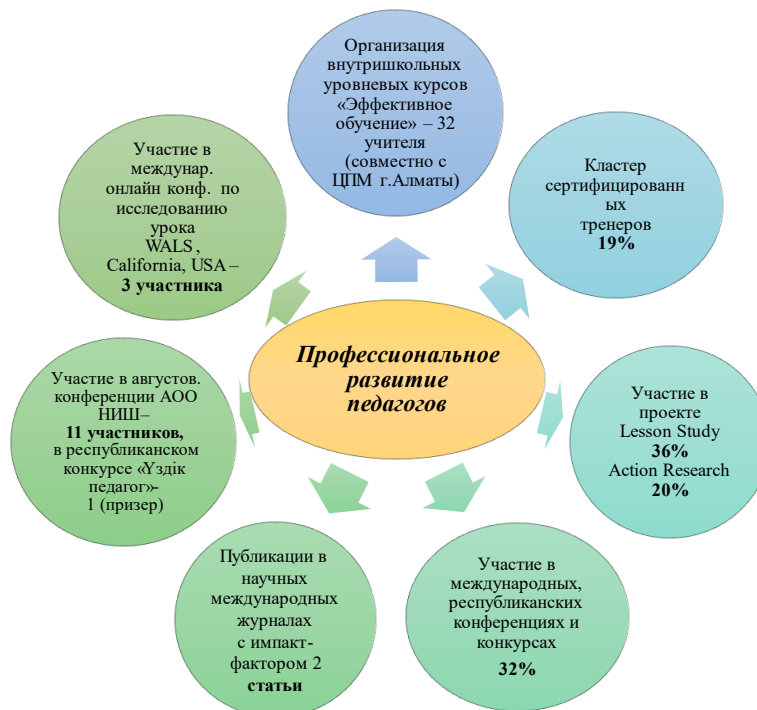 Организация
внутришкольных
уровневых курсов
«Эффективное
обучение» – 32
учителя
(совместно с
ЦПМ г.Алматы)
Кластер
сертифицированн
ых
тренеров
19%
Участие в
проекте
Lesson Study
36%
Action Research
20%
Участие в
международных,
республиканских
конференциях и
конкурсах
32%
Публикации в
научных
международных
журналах
с импакт-
фактором 2
статьи
Участие в августов.
конференции АОО
НИШ–
11 участников,
в республиканском
конкурсе «Үздік
педагог»-
1 (призер)
Участие в
междунар.
онлайн конф. по
исследованию
урока
WALS ,
California, USA –
3 участника
Профессиональное
развитие
педагогов